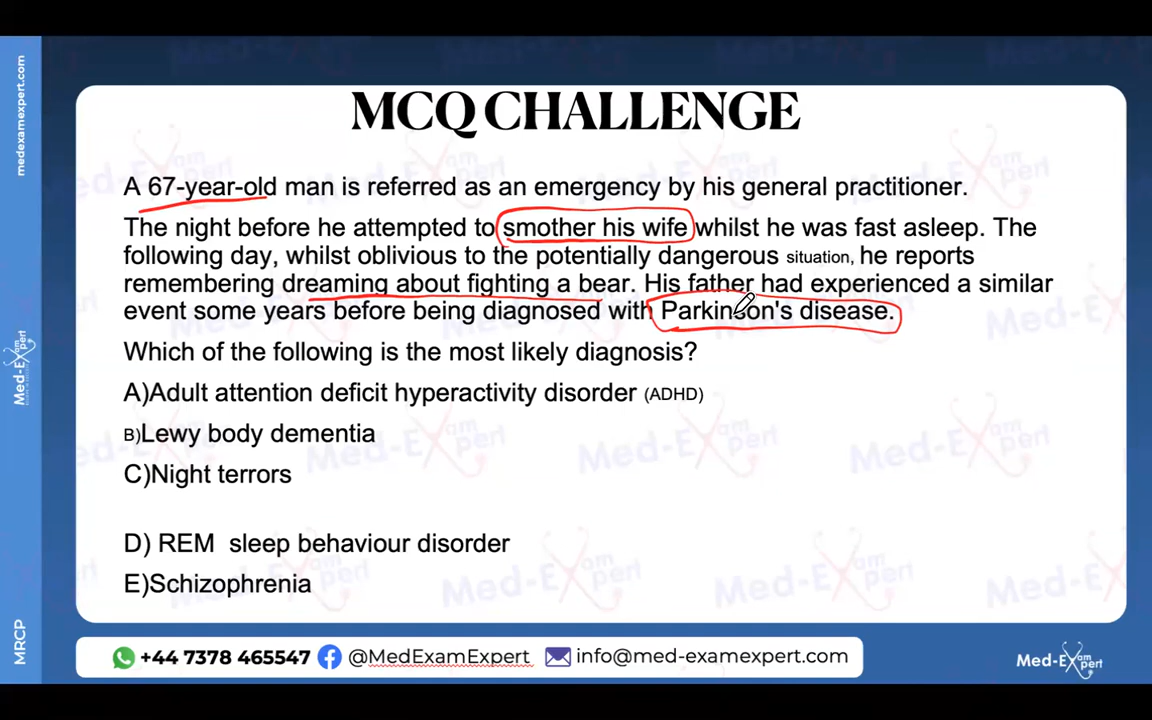 medexamexpert.com
MCQ CHALLENGE
A 67-year-old man is referred as an emergency by his general practitioner.
The night before he attempted to smother his wife whilst he was fast asleep. The
following day, whilst oblivious to the potentially dangerous situation, he reports
remembering dreaming about fighting a bear. His father had experienced a similar
event some years before being diagnosed with Parkinson's disease.
Which of the following is the most likely diagnosis?
A)Adult attention deficit hyperactivity disorder (ADHD)
B)Lewy body dementia
C)Night terrors
D) REM sleep behaviour disorder
E)Schizophrenia
Med-Exam Expert
MRCP
+44 7378 465547 @MedExamExpert info@med-examexpert.com
Med-Exam Expert